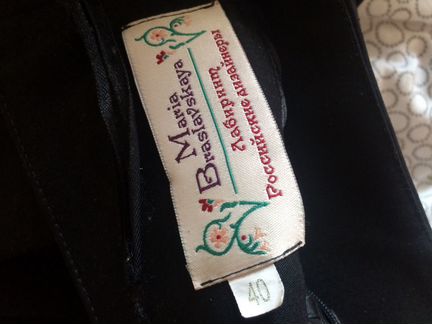 Maria
Braslavskaya
Лабиринт
Российские дизайнеры
40